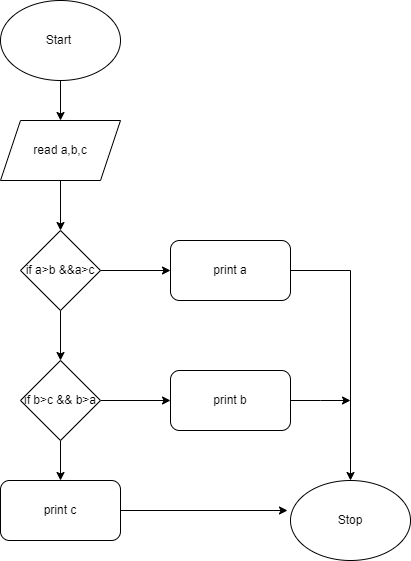 Start
read a,b,c
if a>b &&a>c
print a
if b>c && b>a
print b
print c
Stop